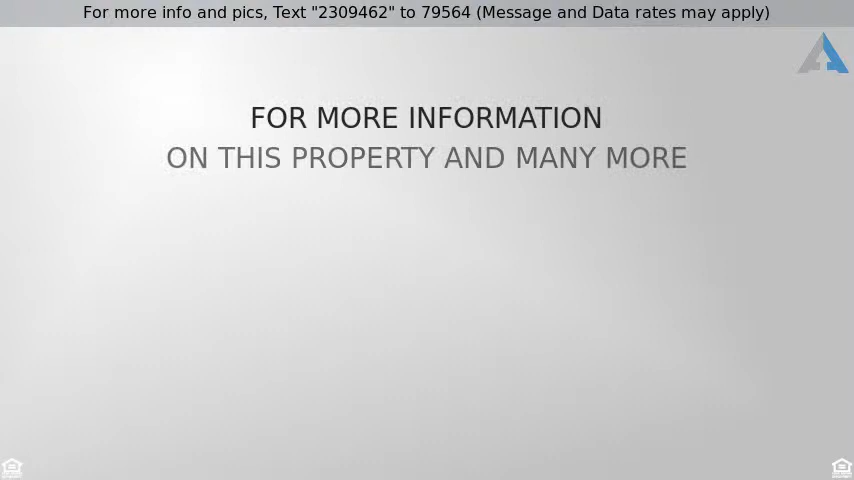 For more info and pics, Text "2309462" to 79564 (Message and Data rates may apply)
FOR MORE INFORMATION
ON THIS PROPERTY AND MANY MORE